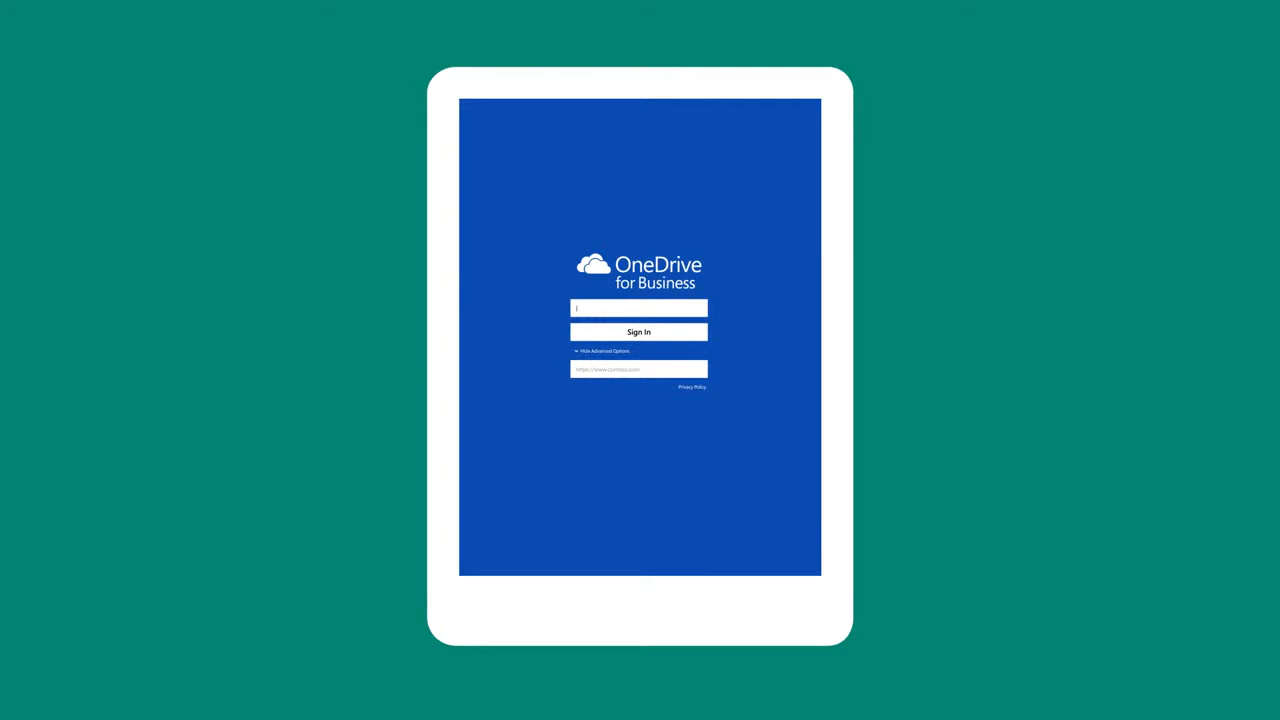 OneDrive
for Business
Sign In
Hide Advanced Options
https://www.contoso.com
Privacy Policy